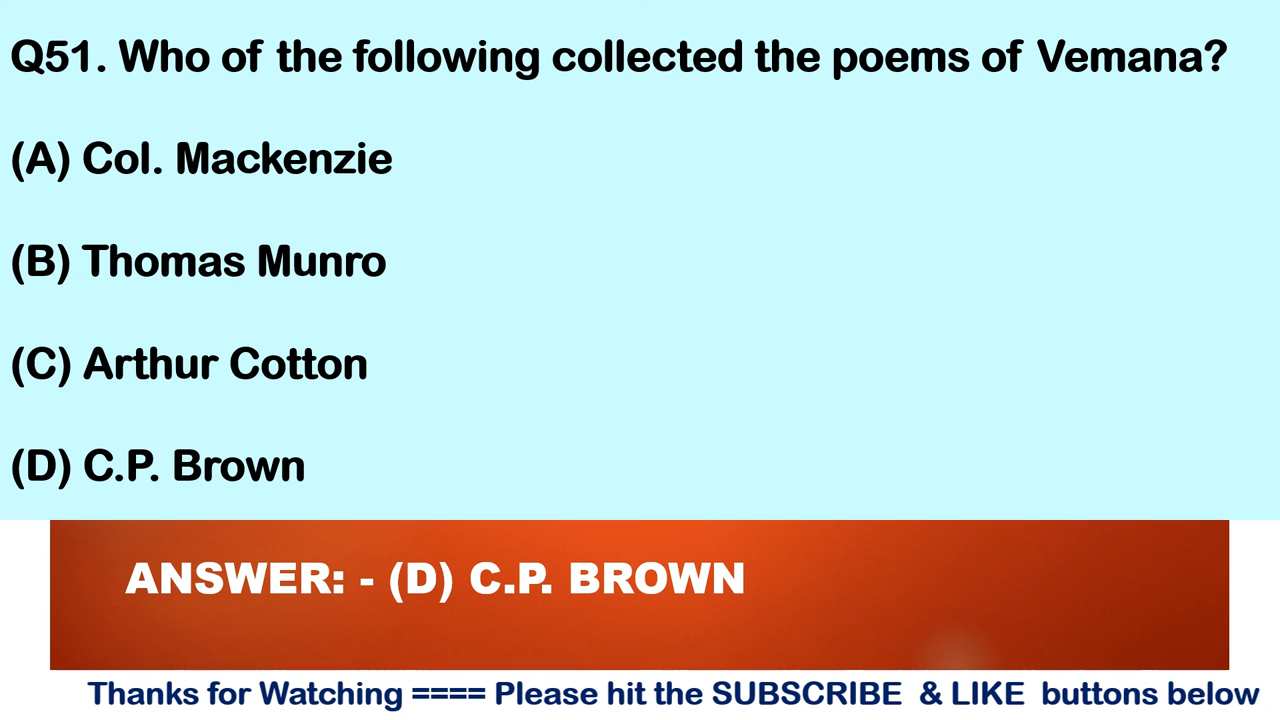 Q51. Who of the following collected the poems of Vemana?
(A) Col. Mackenzie
(B) Thomas Munro
(C) Arthur Cotton
(D) C.P. Brown
ANSWER: - (D) C.P. BROWN
Thanks for Watching ==== Please hit the SUBSCRIBE & LIKE buttons below